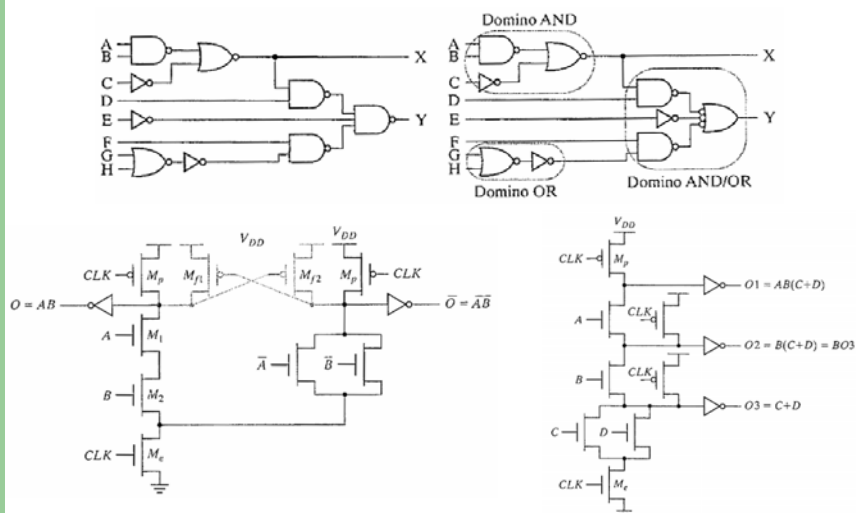 Domino AND
A
B
C
D
E
F
G
H
X
Y
A
B
C
D
E
F
G
H
X
Y
Domino OR
Domino AND/OR
V_DD
V_DD
CLK
M_p
M_f1
M_f2
M_p
CLK
O = AB
A
M_1
B
M_2
CLK
M_e
A̅
B̅
O̅ = A̅B̅
V_DD
CLK
M_p
O1 = AB(C+D)
A
CLK
O2 = B(C+D) = BO3
B
CLK
O3 = C+D
C
D
CLK
M_e